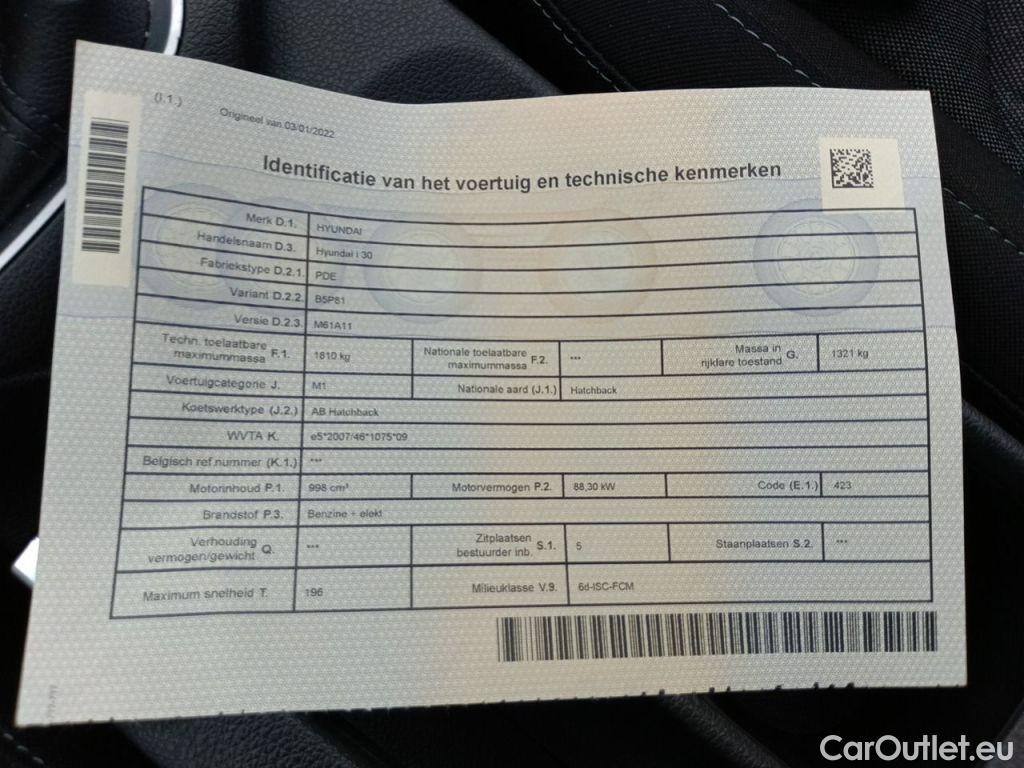 (I.1.)
Origineel van 03/01/2022
Identificatie van het voertuig en technische kenmerken
Merk D.1. HYUNDAI
Handelsnaam D.3. Hyundai i 30
Fabriekstype D.2.1. PDE
Variant D.2.2. B5P81
Versie D.2.3. M61A11
Techn. toelaatbare maximummassa F.1. 1810 kg Nationale toelaatbare maximummassa F.2. *** Massa in rijklare toestand G. 1321 kg
Voertuigcategorie J. M1 Nationale aard (J.1.) Hatchback
Koetswerktype (J.2.) AB Hatchback
WVTA K. e5*2007/46*1075*09
Belgisch ref.nummer (K.1.) ***
Motorinhoud P.1. 998 cm³ Motorvermogen P.2. 88,30 kW Code (E.1.) 423
Brandstof P.3. Benzine + elekt
Verhouding vermogen/gewicht Q. *** Zitplaatsen bestuurder inb. S.1. 5 Staanplaatsen S.2. ***
Maximum snelheid T. 196 Milieuklasse V.9. 6d-ISC-FCM
CarOutlet.eu